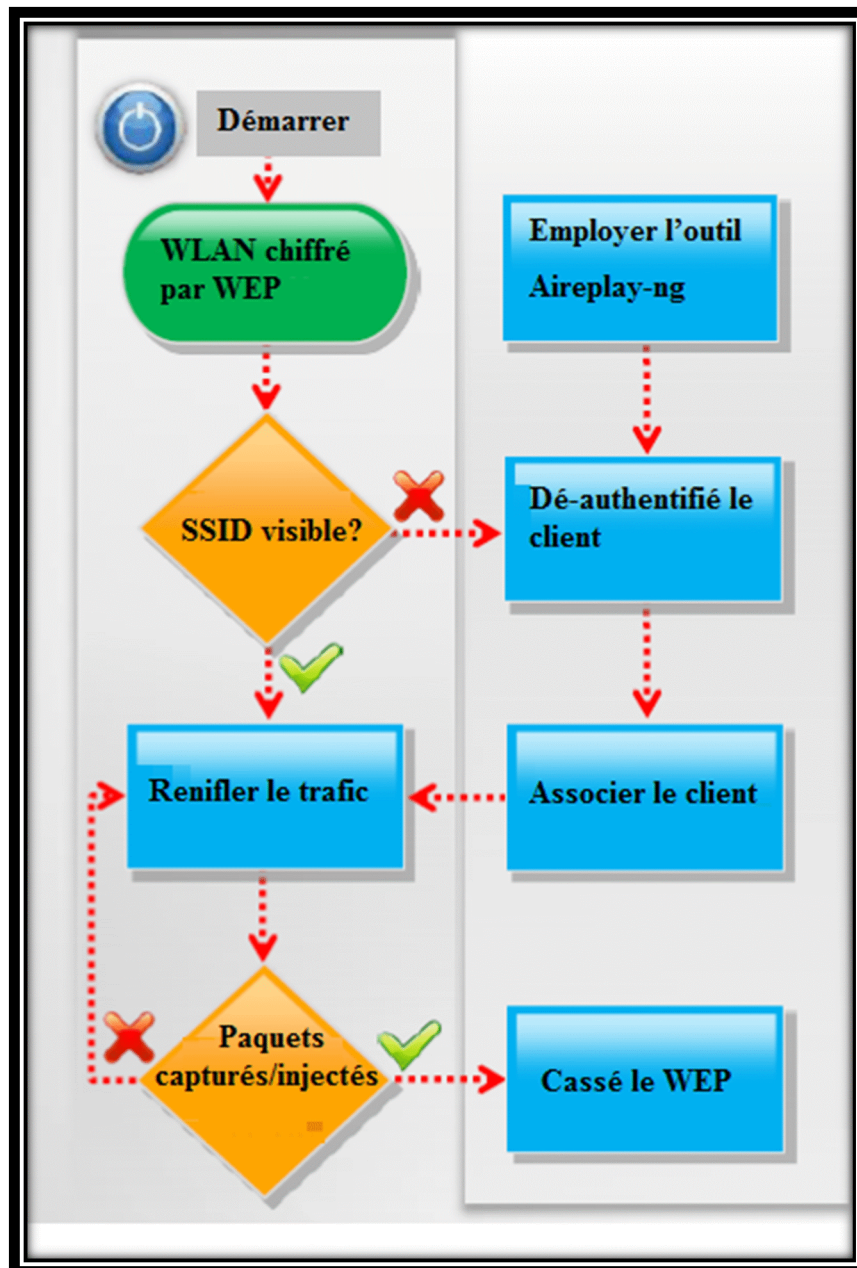 Démarrer
WLAN chiffré
par WEP
Employer l'outil
Aireplay-ng
SSID visible?
Dé-authentifié le
client
Renifler le trafic
Associer le client
Paquets
capturés/injectés
Cassé le WEP